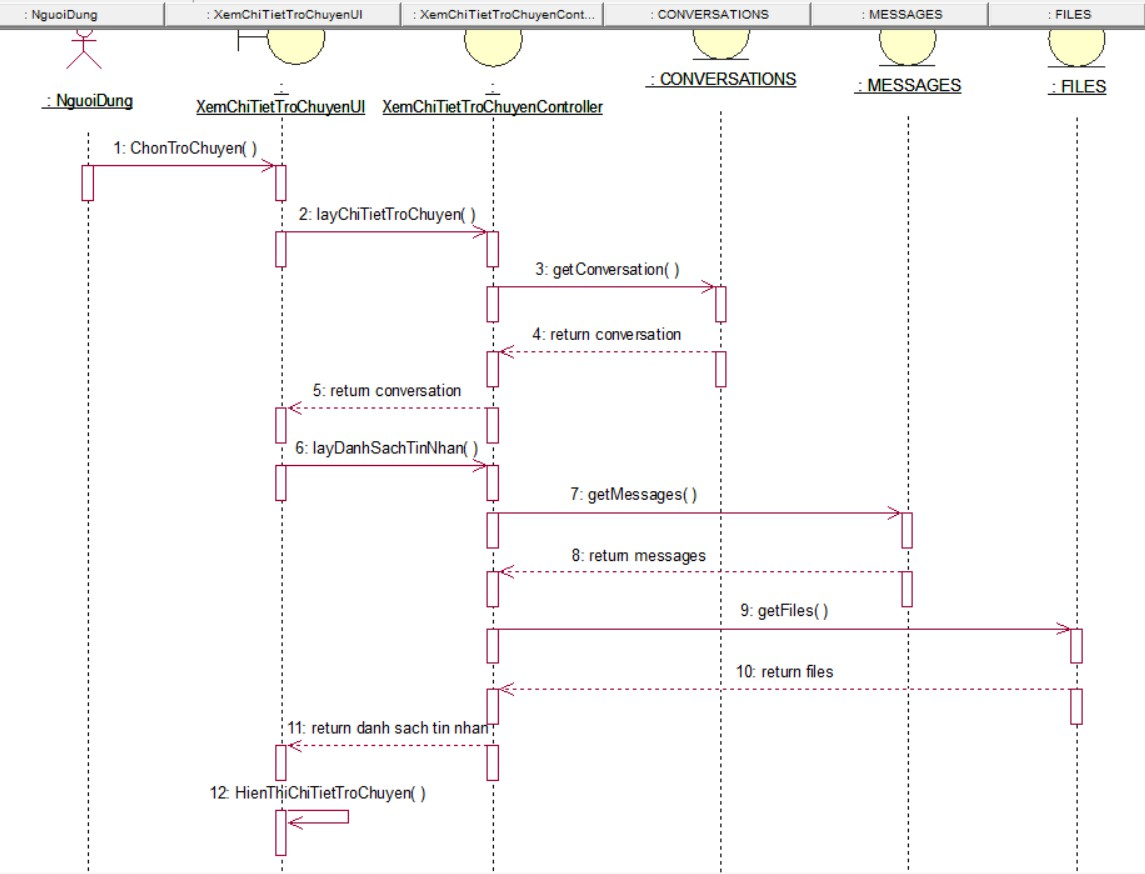 : NguoiDung
: XemChiTietTroChuyenUI
: XemChiTietTroChuyenCont...
: CONVERSATIONS
: MESSAGES
: FILES
: NguoiDung
:
XemChiTietTroChuyenUI
:
XemChiTietTroChuyenController
: CONVERSATIONS
: MESSAGES
: FILES
1: ChonTroChuyen( )
2: layChiTietTroChuyen( )
3: getConversation( )
4: return conversation
5: return conversation
6: layDanhSachTinNhan( )
7: getMessages( )
8: return messages
9: getFiles( )
10: return files
11: return danh sach tin nhan
12: HienThiChiTietTroChuyen( )